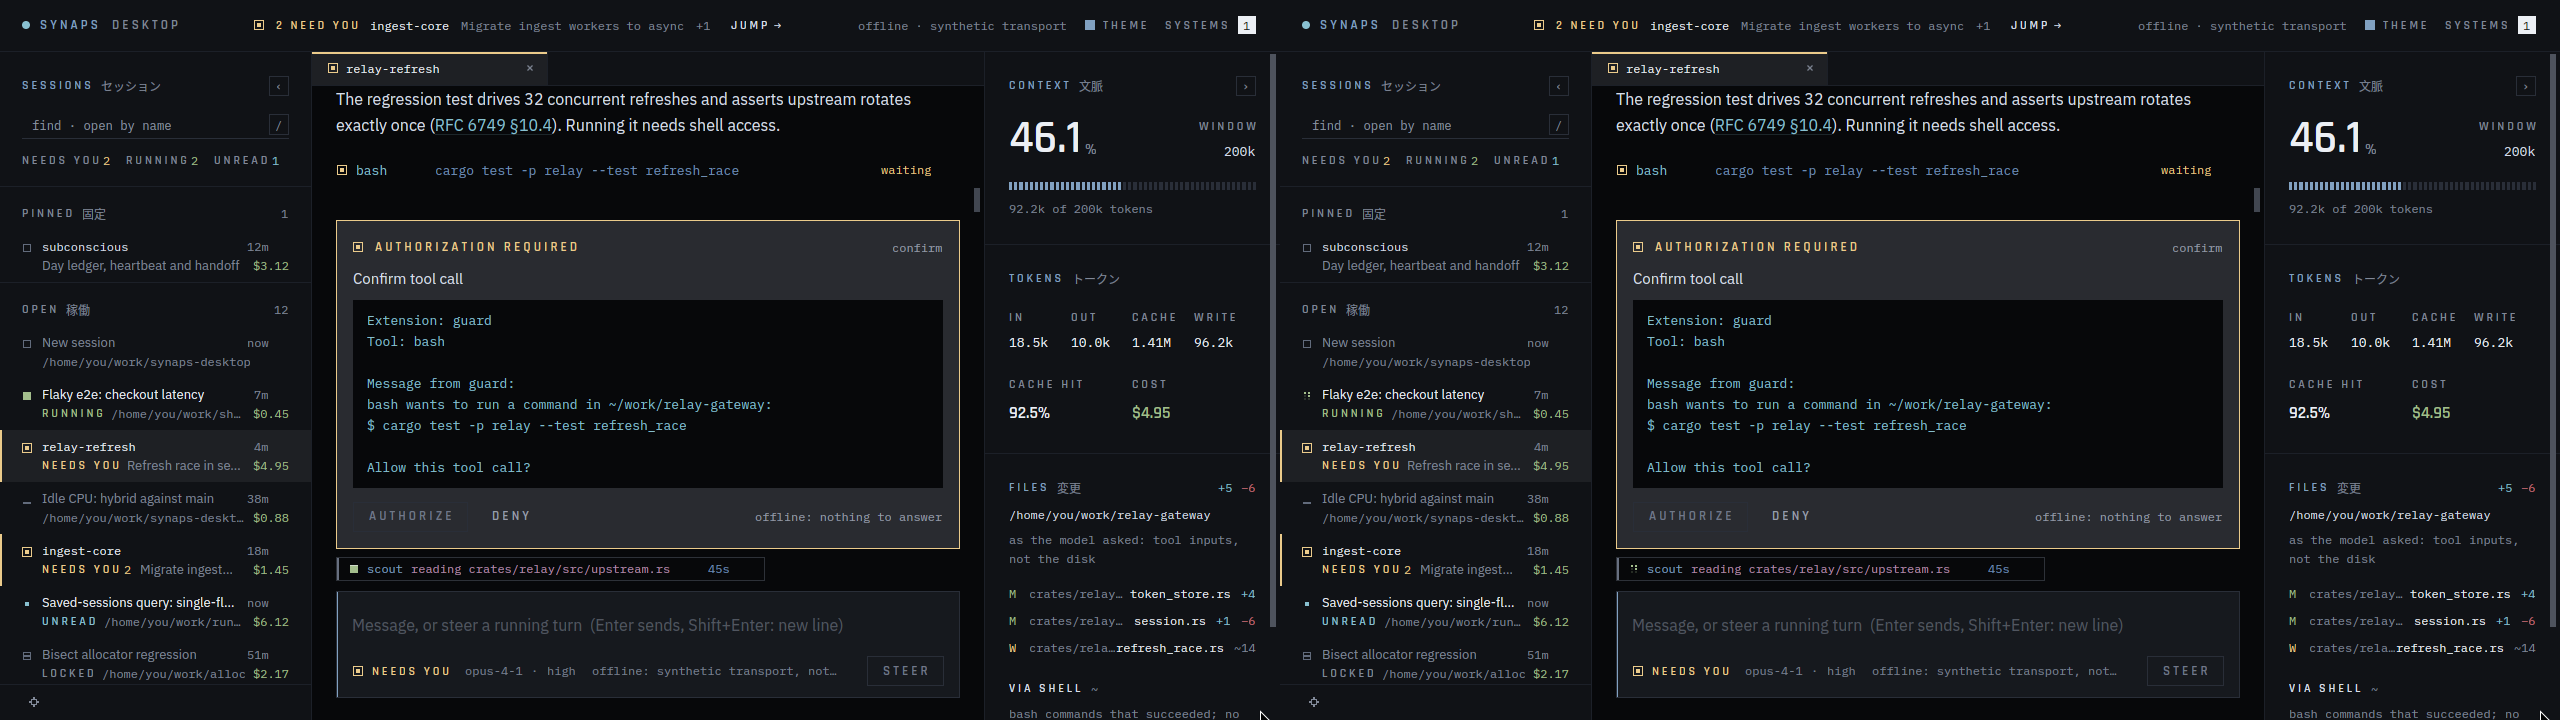 SYNAPS DESKTOP
2 NEED YOU ingest-core Migrate ingest workers to async +1 JUMP →
offline · synthetic transport THEME SYSTEMS 1
SESSIONS セッション ‹
find · open by name /
NEEDS YOU 2 RUNNING 2 UNREAD 1
PINNED 固定 1
subconscious 12m
Day ledger, heartbeat and handoff $3.12
OPEN 稼働 12
New session now
/home/you/work/synaps-desktop
Flaky e2e: checkout latency 7m
RUNNING /home/you/work/sh… $0.45
relay-refresh 4m
NEEDS YOU Refresh race in se… $4.95
Idle CPU: hybrid against main 38m
/home/you/work/synaps-deskt… $0.88
ingest-core 18m
NEEDS YOU 2 Migrate ingest… $1.45
Saved-sessions query: single-fl… now
UNREAD /home/you/work/run… $6.12
Bisect allocator regression 51m
LOCKED /home/you/work/alloc $2.17
relay-refresh ×
The regression test drives 32 concurrent refreshes and asserts upstream rotates
exactly once (RFC 6749 §10.4). Running it needs shell access.
bash cargo test -p relay --test refresh_race waiting
AUTHORIZATION REQUIRED confirm
Confirm tool call
Extension: guard
Tool: bash
Message from guard:
bash wants to run a command in ~/work/relay-gateway:
$ cargo test -p relay --test refresh_race
Allow this tool call?
AUTHORIZE DENY offline: nothing to answer
scout reading crates/relay/src/upstream.rs 45s
Message, or steer a running turn (Enter sends, Shift+Enter: new line)
NEEDS YOU opus-4-1 · high offline: synthetic transport, not… STEER
CONTEXT 文脈 ›
46.1% WINDOW
200k
92.2k of 200k tokens
TOKENS トークン
IN OUT CACHE WRITE
18.5k 10.0k 1.41M 96.2k
CACHE HIT COST
92.5% $4.95
FILES 変更 +5 −6
/home/you/work/relay-gateway
as the model asked: tool inputs,
not the disk
M crates/relay… token_store.rs +4
M crates/relay… session.rs +1 −6
W crates/rela…refresh_race.rs ~14
VIA SHELL ~
bash commands that succeeded; no
SYNAPS DESKTOP
2 NEED YOU ingest-core Migrate ingest workers to async +1 JUMP →
offline · synthetic transport THEME SYSTEMS 1
SESSIONS セッション ‹
find · open by name /
NEEDS YOU 2 RUNNING 2 UNREAD 1
PINNED 固定 1
subconscious 12m
Day ledger, heartbeat and handoff $3.12
OPEN 稼働 12
New session now
/home/you/work/synaps-desktop
Flaky e2e: checkout latency 7m
RUNNING /home/you/work/sh… $0.45
relay-refresh 4m
NEEDS YOU Refresh race in se… $4.95
Idle CPU: hybrid against main 38m
/home/you/work/synaps-deskt… $0.88
ingest-core 18m
NEEDS YOU 2 Migrate ingest… $1.45
Saved-sessions query: single-fl… now
UNREAD /home/you/work/run… $6.12
Bisect allocator regression 51m
LOCKED /home/you/work/alloc $2.17
relay-refresh ×
The regression test drives 32 concurrent refreshes and asserts upstream rotates
exactly once (RFC 6749 §10.4). Running it needs shell access.
bash cargo test -p relay --test refresh_race waiting
AUTHORIZATION REQUIRED confirm
Confirm tool call
Extension: guard
Tool: bash
Message from guard:
bash wants to run a command in ~/work/relay-gateway:
$ cargo test -p relay --test refresh_race
Allow this tool call?
AUTHORIZE DENY offline: nothing to answer
scout reading crates/relay/src/upstream.rs 45s
Message, or steer a running turn (Enter sends, Shift+Enter: new line)
NEEDS YOU opus-4-1 · high offline: synthetic transport, not… STEER
CONTEXT 文脈 ›
46.1% WINDOW
200k
92.2k of 200k tokens
TOKENS トークン
IN OUT CACHE WRITE
18.5k 10.0k 1.41M 96.2k
CACHE HIT COST
92.5% $4.95
FILES 変更 +5 −6
/home/you/work/relay-gateway
as the model asked: tool inputs,
not the disk
M crates/relay… token_store.rs +4
M crates/relay… session.rs +1 −6
W crates/rela…refresh_race.rs ~14
VIA SHELL ~
bash commands that succeeded; no